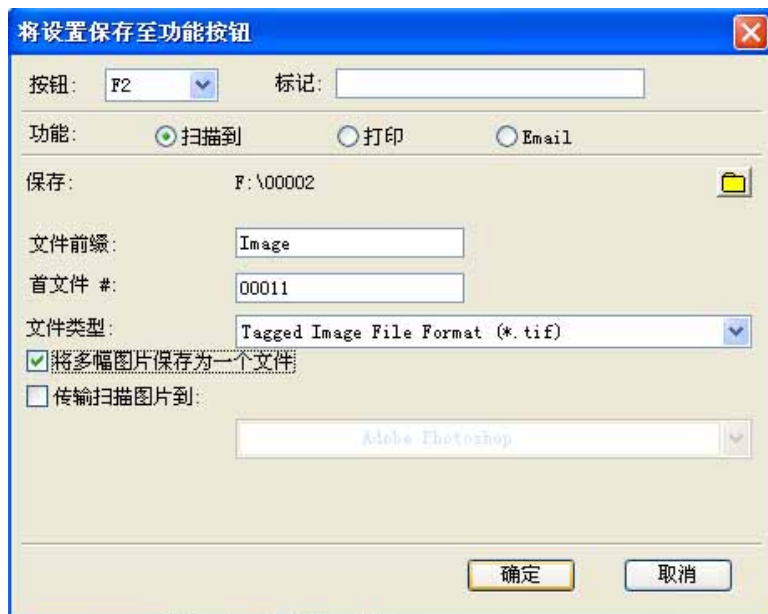 将设置保存至功能按钮
按钮: F2 标记:
功能: 扫描到 打印 Email
保存: F:\00002
文件前缀: Image
首文件 #: 00011
文件类型: Tagged Image File Format (*.tif)
将多幅图片保存为一个文件
传输扫描图片到:
Adobe Photoshop
确定 取消